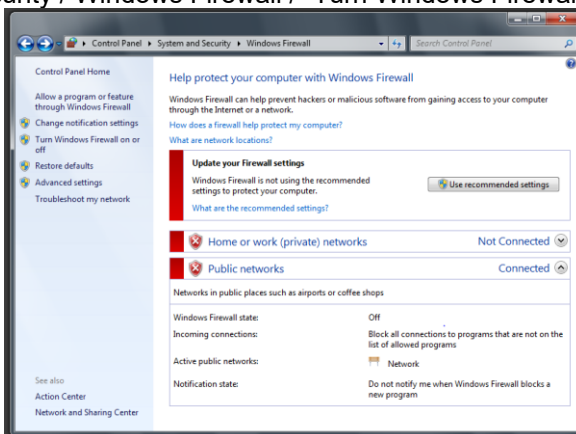 curity / Windows Firewall / "Turn Windows Firewal
Control Panel ▸ System and Security ▸ Windows Firewall
Search Control Panel
Control Panel Home
Allow a program or feature
through Windows Firewall
Change notification settings
Turn Windows Firewall on or
off
Restore defaults
Advanced settings
Troubleshoot my network
See also
Action Center
Network and Sharing Center
Help protect your computer with Windows Firewall
Windows Firewall can help prevent hackers or malicious software from gaining access to your computer
through the Internet or a network.
How does a firewall help protect my computer?
What are network locations?
Update your Firewall settings
Windows Firewall is not using the recommended
settings to protect your computer.
Use recommended settings
What are the recommended settings?
Home or work (private) networks Not Connected
Public networks Connected
Networks in public places such as airports or coffee shops
Windows Firewall state: Off
Incoming connections: Block all connections to programs that are not on the
list of allowed programs
Active public networks: Network
Notification state: Do not notify me when Windows Firewall blocks a
new program